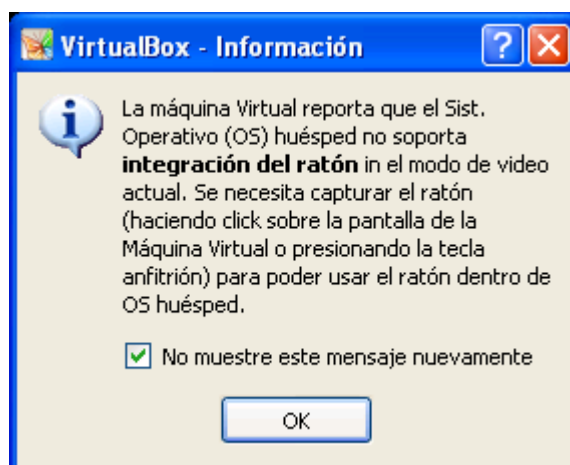 VirtualBox - Información
La máquina Virtual reporta que el Sist.
Operativo (OS) huésped no soporta
integración del ratón in el modo de video
actual. Se necesita capturar el ratón
(haciendo click sobre la pantalla de la
Máquina Virtual o presionando la tecla
anfitrión) para poder usar el ratón dentro de
OS huésped.
No muestre este mensaje nuevamente
OK